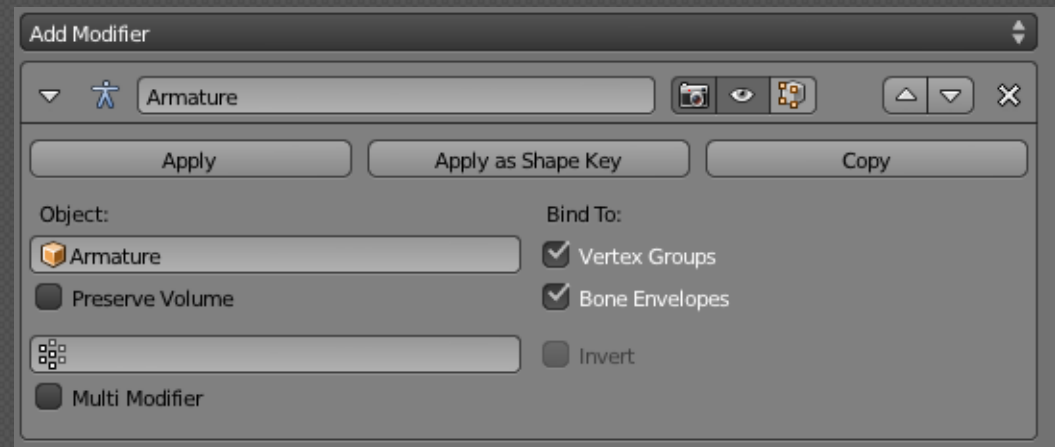 Add Modifier
Armature
Apply Apply as Shape Key Copy
Object: Bind To:
Armature Vertex Groups
Preserve Volume Bone Envelopes
Invert
Multi Modifier